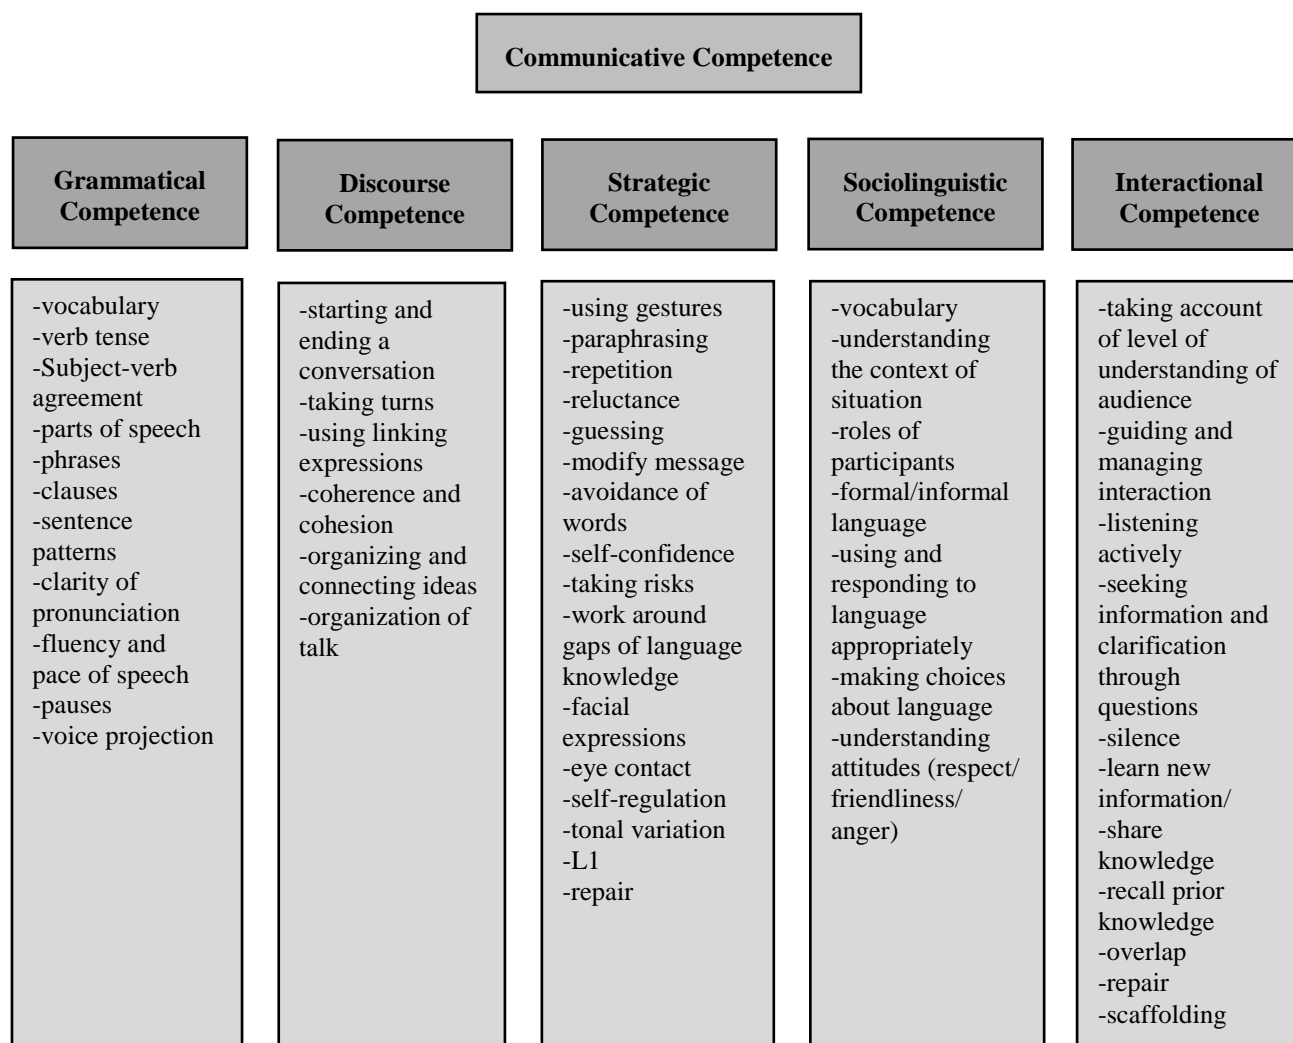 Communicative Competence
Grammatical
Competence
Discourse
Competence
Strategic
Competence
Sociolinguistic
Competence
Interactional
Competence
-vocabulary
-verb tense
-Subject-verb
agreement
-parts of speech
-phrases
-clauses
-sentence
patterns
-clarity of
pronunciation
-fluency and
pace of speech
-pauses
-voice projection
-starting and
ending a
conversation
-taking turns
-using linking
expressions
-coherence and
cohesion
-organizing and
connecting ideas
-organization of
talk
-using gestures
-paraphrasing
-repetition
-reluctance
-guessing
-modify message
-avoidance of
words
-self-confidence
-taking risks
-work around
gaps of language
knowledge
-facial
expressions
-eye contact
-self-regulation
-tonal variation
-L1
-repair
-vocabulary
-understanding
the context of
situation
-roles of
participants
-formal/informal
language
-using and
responding to
language
appropriately
-making choices
about language
-understanding
attitudes (respect/
friendliness/
anger)
-taking account
of level of
understanding of
audience
-guiding and
managing
interaction
-listening
actively
-seeking
information and
clarification
through
questions
-silence
-learn new
information/
-share
knowledge
-recall prior
knowledge
-overlap
-repair
-scaffolding